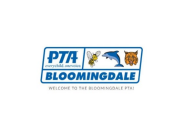 PTA
everychild. onevoice.
BLOOMINGDALE
WELCOME TO THE BLOOMINGDALE PTA!